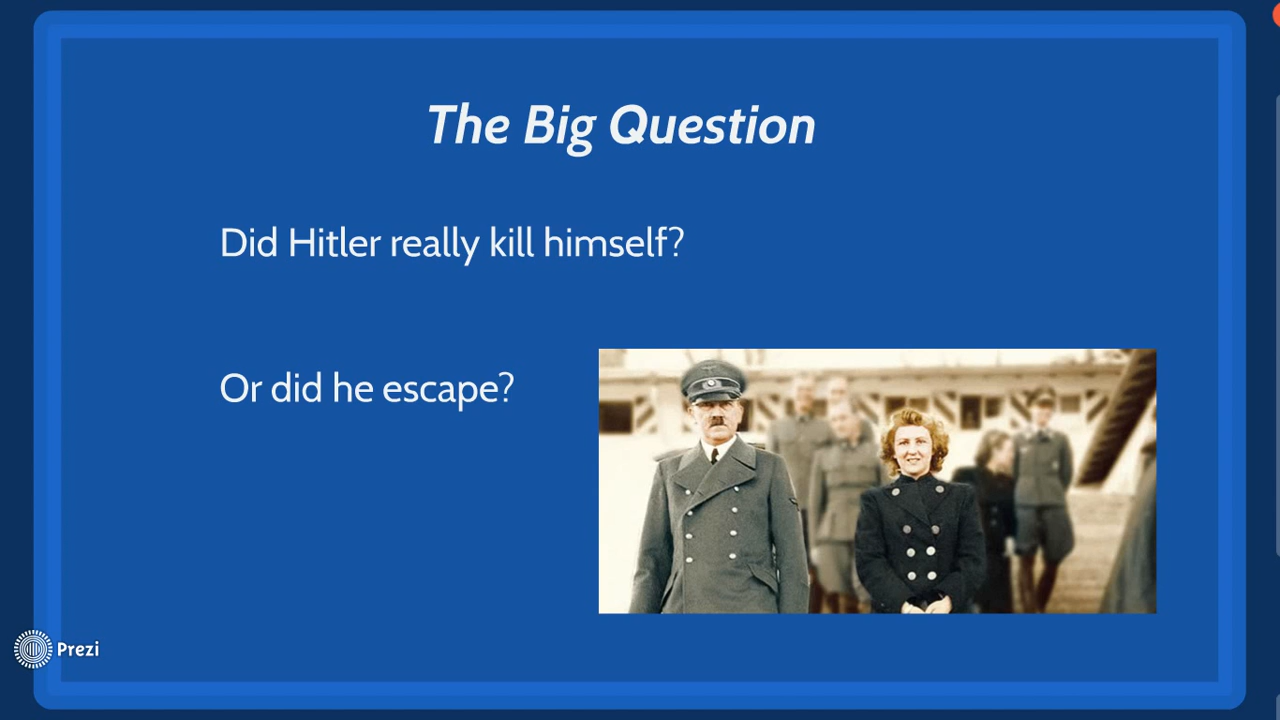 The Big Question
Did Hitler really kill himself?
Or did he escape?
Prezi